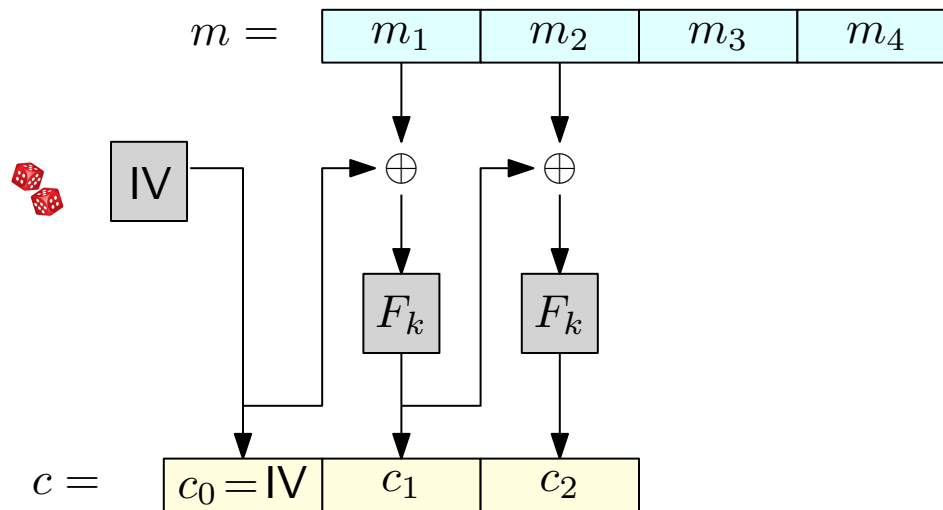 m = m₁ m₂ m₃ m₄
IV ⊕ ⊕
Fₖ Fₖ
c = c₀ = IV c₁ c₂